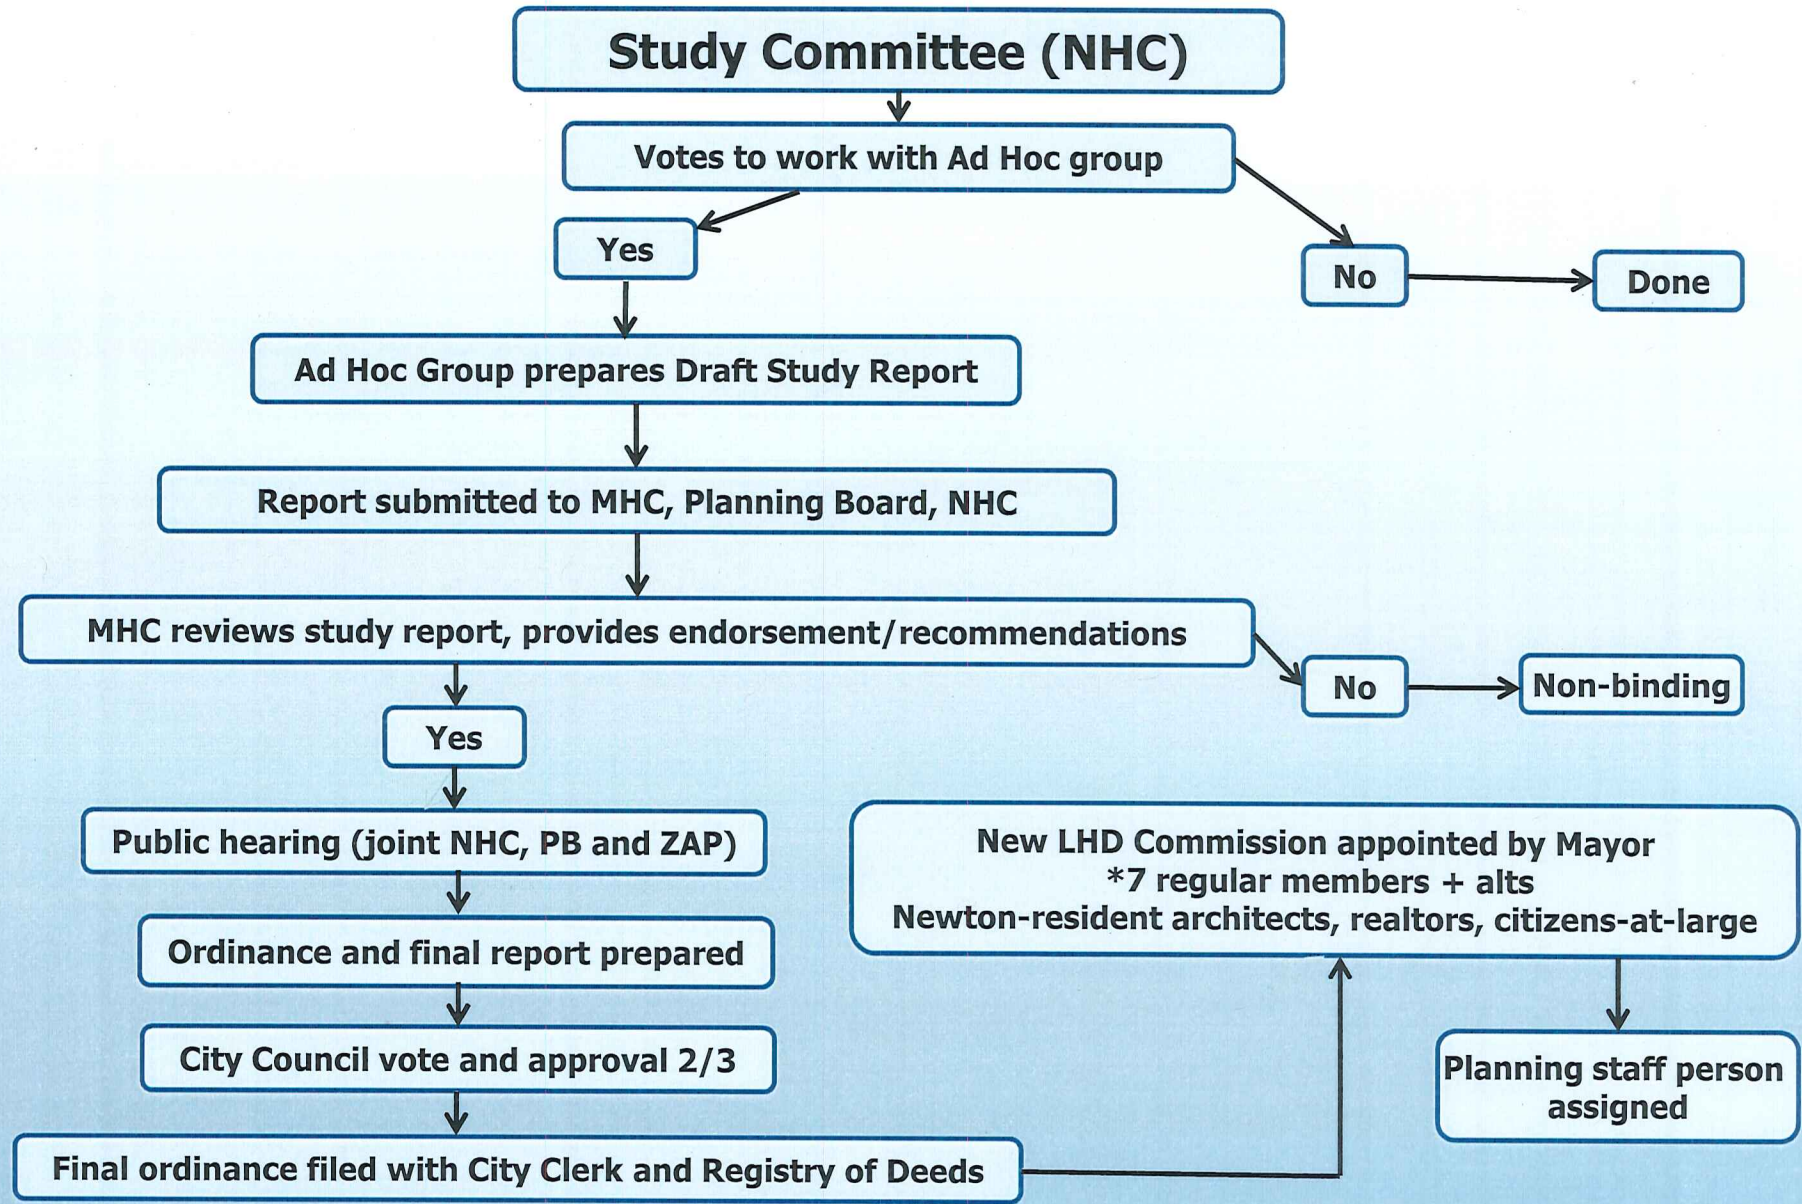 Study Committee (NHC)
Votes to work with Ad Hoc group
Yes
No
Done
Ad Hoc Group prepares Draft Study Report
Report submitted to MHC, Planning Board, NHC
MHC reviews study report, provides endorsement/recommendations
No
Non-binding
Yes
Public hearing (joint NHC, PB and ZAP)
Ordinance and final report prepared
City Council vote and approval 2/3
Final ordinance filed with City Clerk and Registry of Deeds
New LHD Commission appointed by Mayor
*7 regular members + alts
Newton-resident architects, realtors, citizens-at-large
Planning staff person
assigned